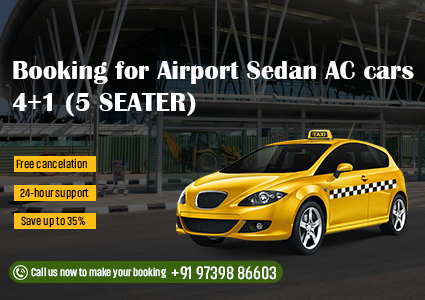 Booking for Airport Sedan AC cars
4+1 (5 SEATER)
TAXI
Free cancelation
24-hour support
Save up to 35%
Call us now to make your booking +91 97398 86603